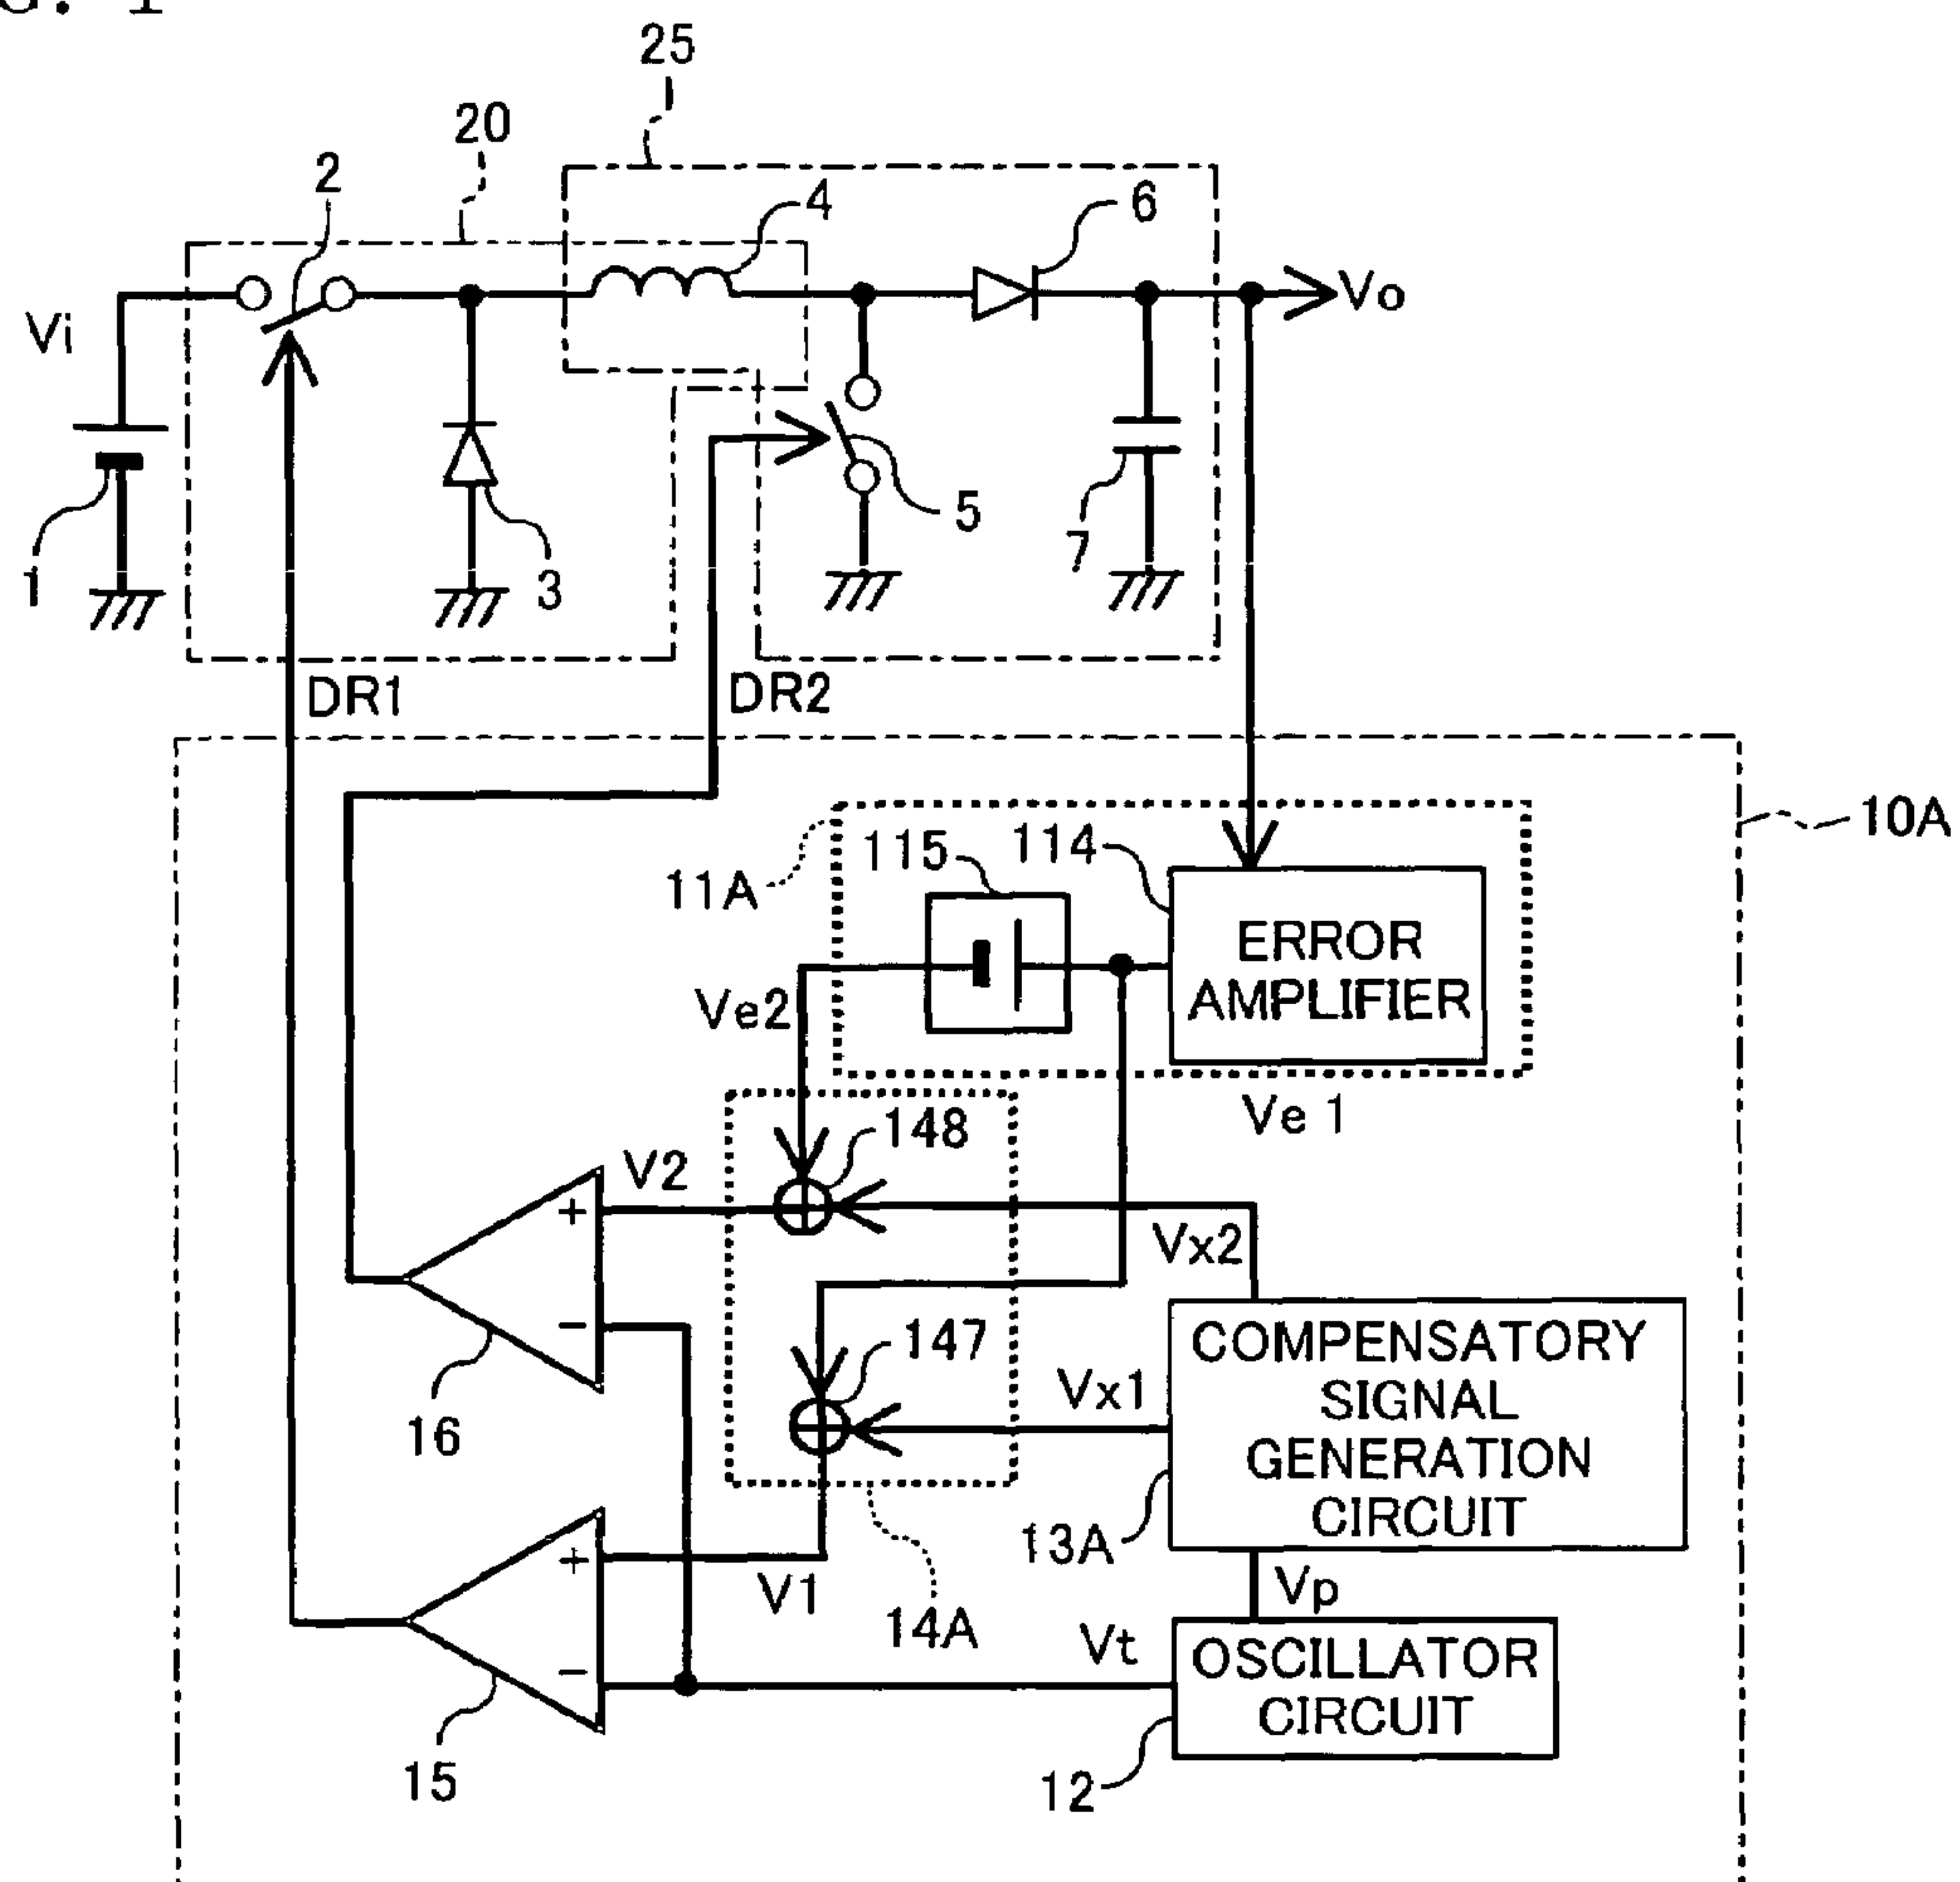 25
20
2
4
6
Vi
Vo
5
1
3
7
DR1
DR2
10A
11A
115
114
ERROR
AMPLIFIER
Ve2
Ve 1
148
V2
+
Vx2
−
147
COMPENSATORY
SIGNAL
GENERATION
CIRCUIT
Vx1
16
13A
+
V1
Vp
14A
Vt
OSCILLATOR
CIRCUIT
−
15
12